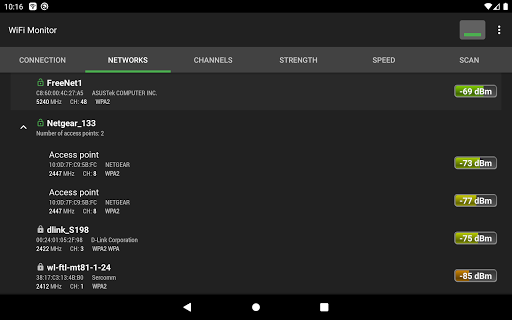 10:16
WiFi Monitor
CONNECTION NETWORKS CHANNELS STRENGTH SPEED SCAN
FreeNet1
C8:60:00:4C:27:A5 ASUSTek COMPUTER INC.
5240 MHz CH: 48 WPA2
-69 dBm
Netgear_133
Number of access points: 2
Access point
10:0D:7F:C9:5B:FC NETGEAR
2447 MHz CH: 8 WPA2
-73 dBm
Access point
10:0D:7F:C9:5B:FC NETGEAR
2447 MHz CH: 8 WPA2
-77 dBm
dlink_S198
00:24:01:05:2F:98 D-Link Corporation
2422 MHz CH: 3 WPA2 WPA
-75 dBm
wl-ftl-mt81-1-24
38:17:C3:13:4B:B0 Sercomm
2412 MHz CH: 1 WPA2
-85 dBm